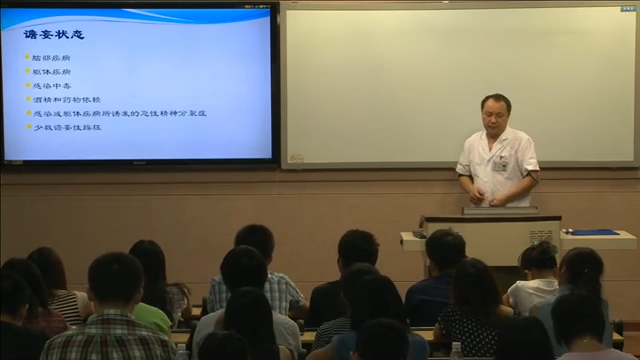 谵妄状态
脑部疾病
躯体疾病
感染中毒
酒精和药物依赖
感染或躯体疾病所诱发的急性精神分裂症
少数谵妄性躁狂